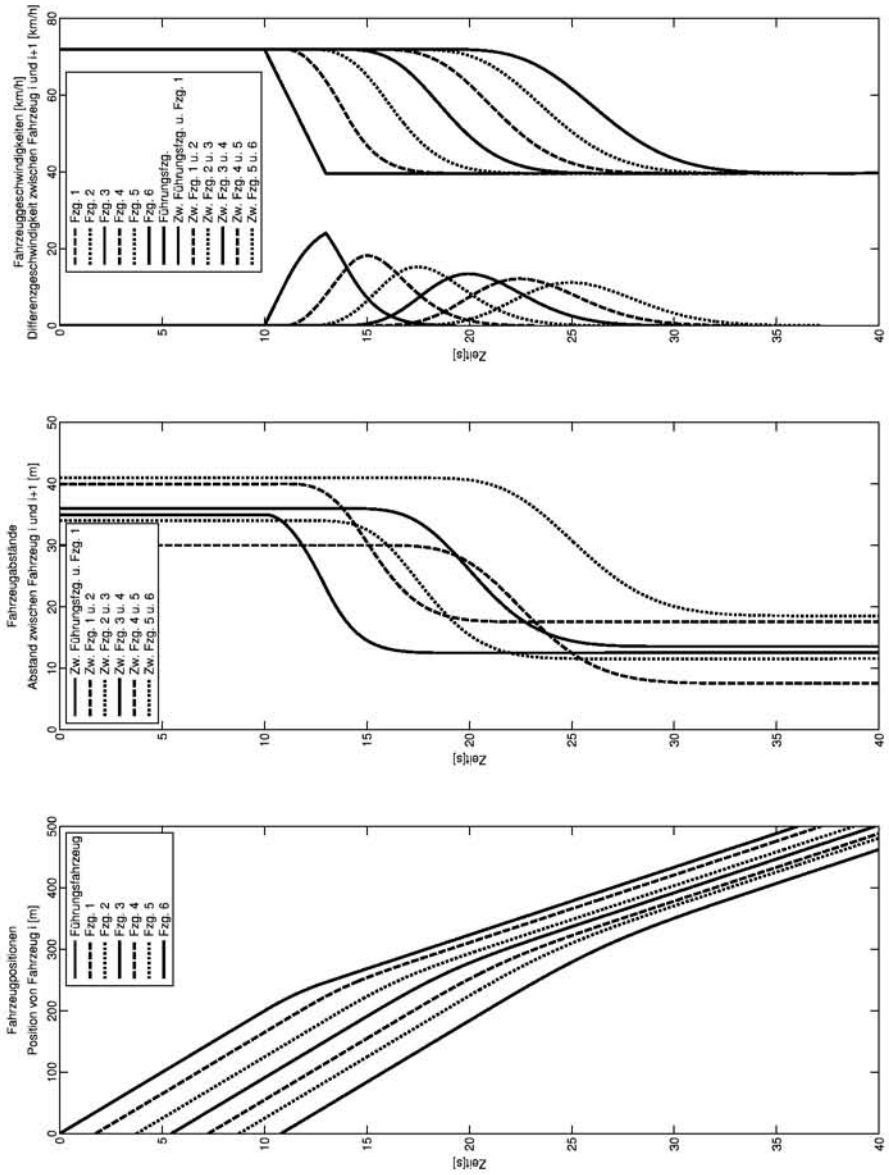 Fahrzeugpositionen
Position von Fahrzeug i [m]
0
100
200
300
400
500
0
5
10
15
20
25
30
35
40
Zeit[s]
Führungsfahrzeug
Fzg. 1
Fzg. 2
Fzg. 3
Fzg. 4
Fzg. 5
Fzg. 6
Fahrzeugabstände
Abstand zwischen Fahrzeug i und i+1 [m]
0
10
20
30
40
50
0
5
10
15
20
25
30
35
40
Zeit[s]
Zw. Führungsfzg. u. Fzg. 1
Zw. Fzg. 1 u. 2
Zw. Fzg. 2 u. 3
Zw. Fzg. 3 u. 4
Zw. Fzg. 4 u. 5
Zw. Fzg. 5 u. 6
Fahrzeuggeschwindigkeiten [km/h]
Differenzgeschwindigkeit zwischen Fahrzeug i und i+1 [km/h]
0
20
40
60
80
0
5
10
15
20
25
30
35
40
Zeit[s]
Fzg. 1
Fzg. 2
Fzg. 3
Fzg. 4
Fzg. 5
Fzg. 6
Führungsfzg.
Zw. Führungsfzg. u. Fzg. 1
Zw. Fzg. 1 u. 2
Zw. Fzg. 2 u. 3
Zw. Fzg. 3 u. 4
Zw. Fzg. 4 u. 5
Zw. Fzg. 5 u. 6